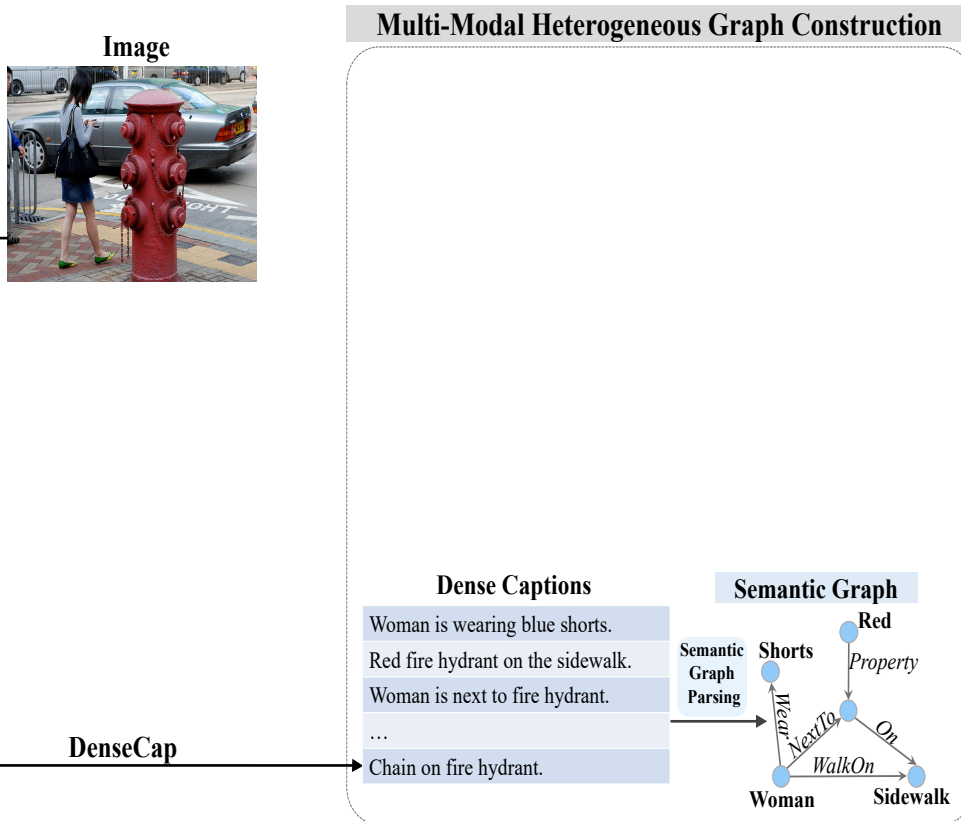 Multi-Modal Heterogeneous Graph Construction
Image
Dense Captions
Woman is wearing blue shorts.
Red fire hydrant on the sidewalk.
Woman is next to fire hydrant.
…
Chain on fire hydrant.
DenseCap
Semantic
Graph
Parsing
Semantic Graph
Red
Shorts
Property
Wear
NextTo
On
WalkOn
Woman
Sidewalk